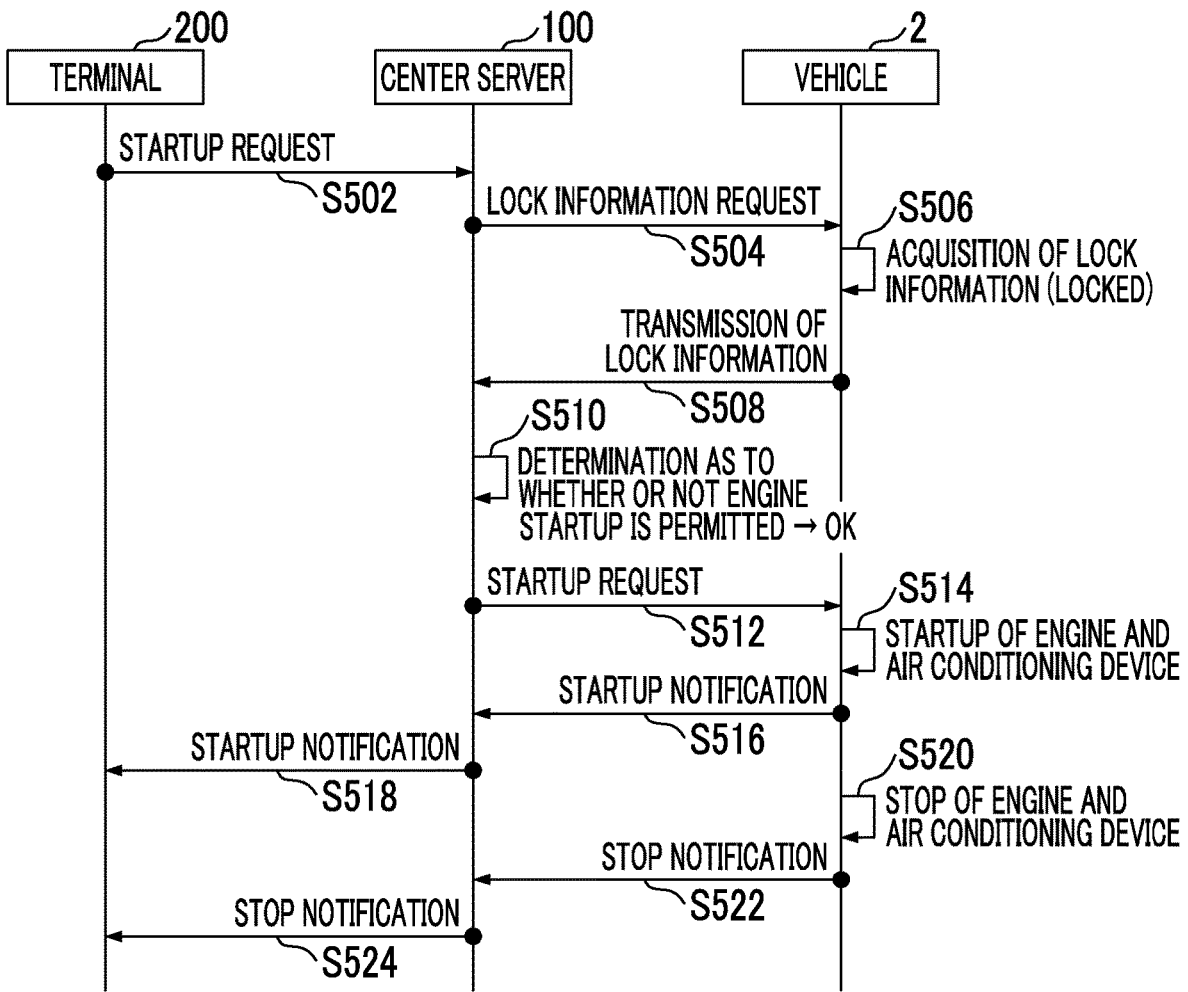 200
100
2
TERMINAL
CENTER SERVER
VEHICLE
STARTUP REQUEST
S502
LOCK INFORMATION REQUEST
S504
S506
ACQUISITION OF LOCK
INFORMATION (LOCKED)
TRANSMISSION OF
LOCK INFORMATION
S508
S510
DETERMINATION AS TO
WHETHER OR NOT ENGINE
STARTUP IS PERMITTED → OK
STARTUP REQUEST
S512
S514
STARTUP OF ENGINE AND
AIR CONDITIONING DEVICE
STARTUP NOTIFICATION
S516
STARTUP NOTIFICATION
S518
S520
STOP OF ENGINE AND
AIR CONDITIONING DEVICE
STOP NOTIFICATION
S522
STOP NOTIFICATION
S524